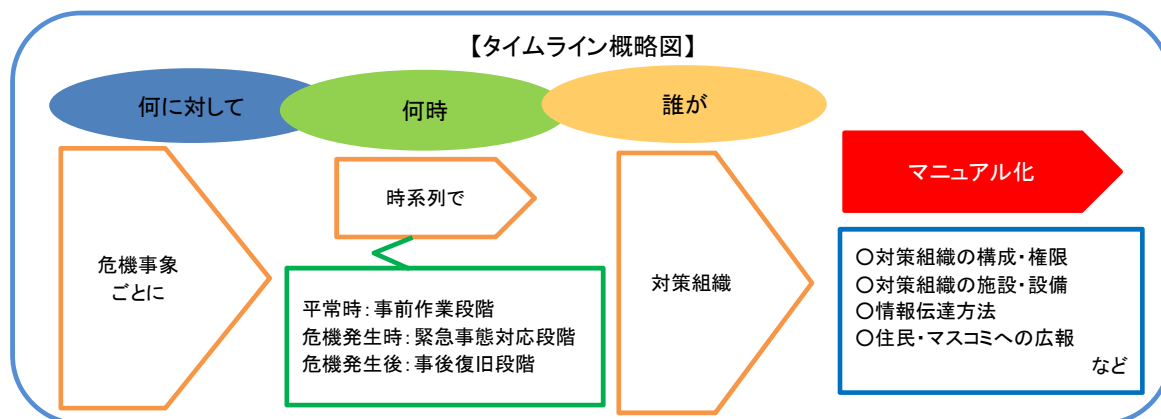 【タイムライン概略図】
何に対して
何時
誰が
危機事象
ごとに
時系列で
平常時：事前作業段階
危機発生時：緊急事態対応段階
危機発生後：事後復旧段階
対策組織
マニュアル化
○対策組織の構成・権限
○対策組織の施設・設備
○情報伝達方法
○住民・マスコミへの広報
など